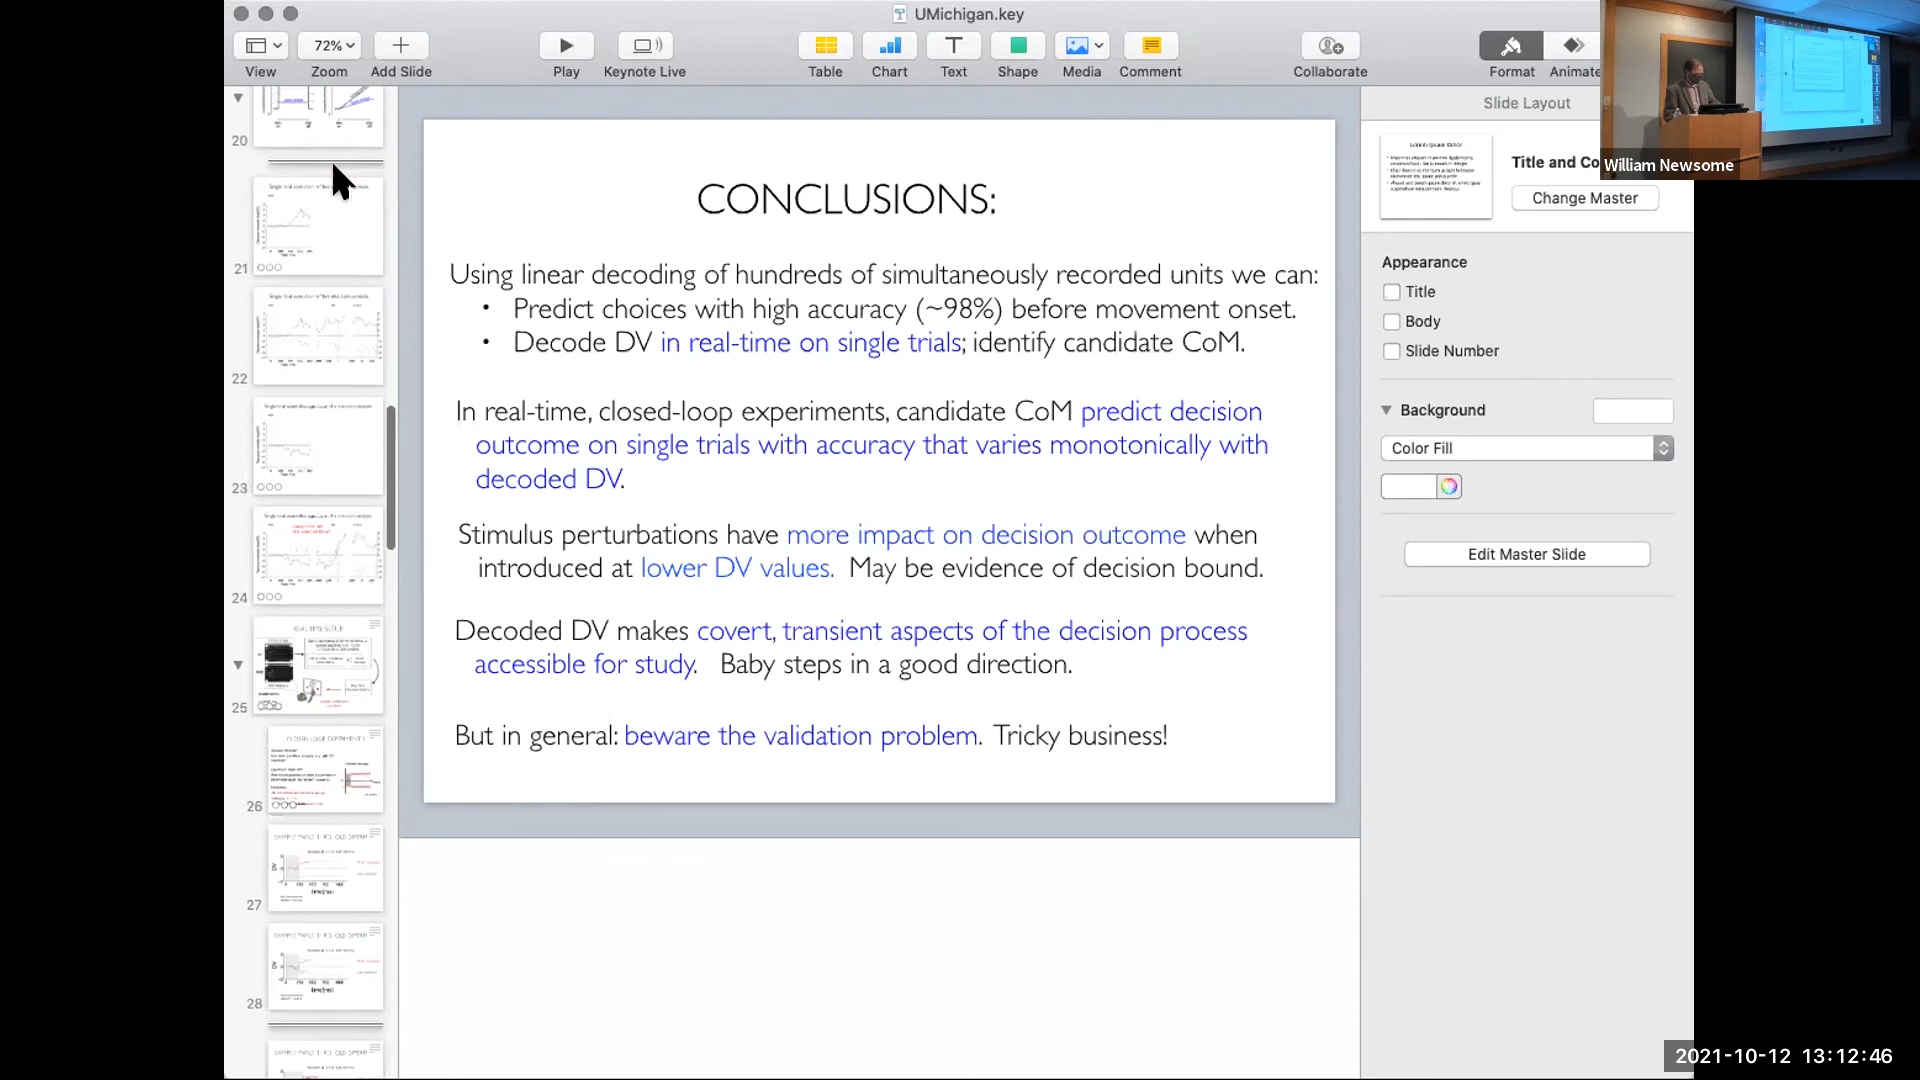 UMichigan.key
72%
View
Zoom
Add Slide
Play
Keynote Live
Table
Chart
Text
Shape
Media
Comment
Collaborate
Format
Animate
Slide Layout
William Newsome
Title and Co
Change Master
Appearance
Title
Body
Slide Number
Background
Color Fill
Edit Master Slide
20
21
22
23
24
25
26
27
28
CONCLUSIONS:
Using linear decoding of hundreds of simultaneously recorded units we can:
• Predict choices with high accuracy (~98%) before movement onset.
• Decode DV in real-time on single trials; identify candidate CoM.
In real-time, closed-loop experiments, candidate CoM predict decision
outcome on single trials with accuracy that varies monotonically with
decoded DV.
Stimulus perturbations have more impact on decision outcome when
introduced at lower DV values. May be evidence of decision bound.
Decoded DV makes covert, transient aspects of the decision process
accessible for study. Baby steps in a good direction.
But in general: beware the validation problem. Tricky business!
2021-10-12 13:12:46